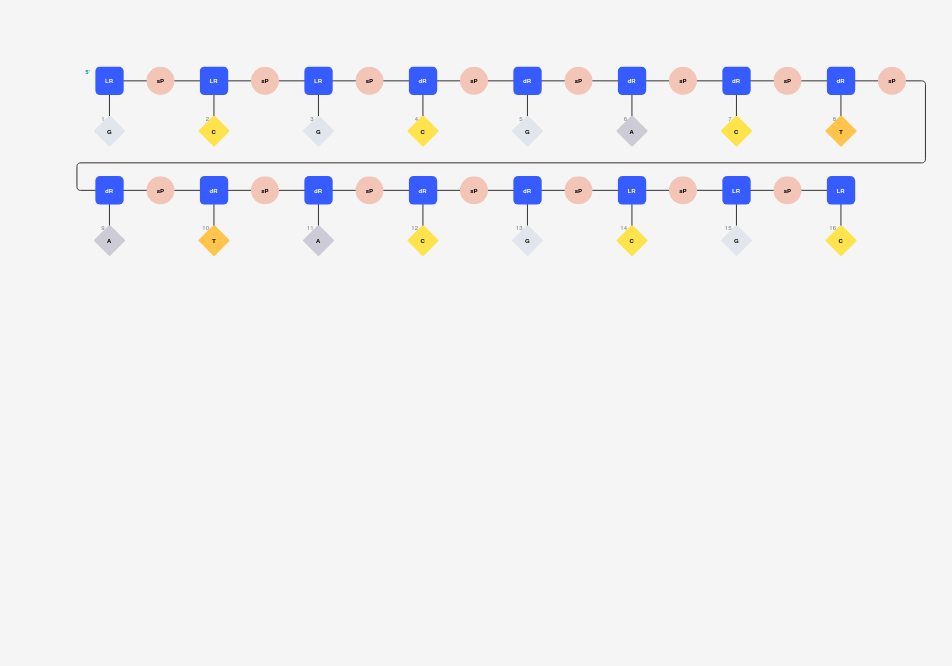 5' LR sP LR sP LR sP dR sP dR sP dR sP dR sP dR sP
1 2 3 4 5 6 7 8
G C G C G A C T
dR sP dR sP dR sP dR sP dR sP LR sP LR sP LR
9 10 11 12 13 14 15 16
A T A C G C G C